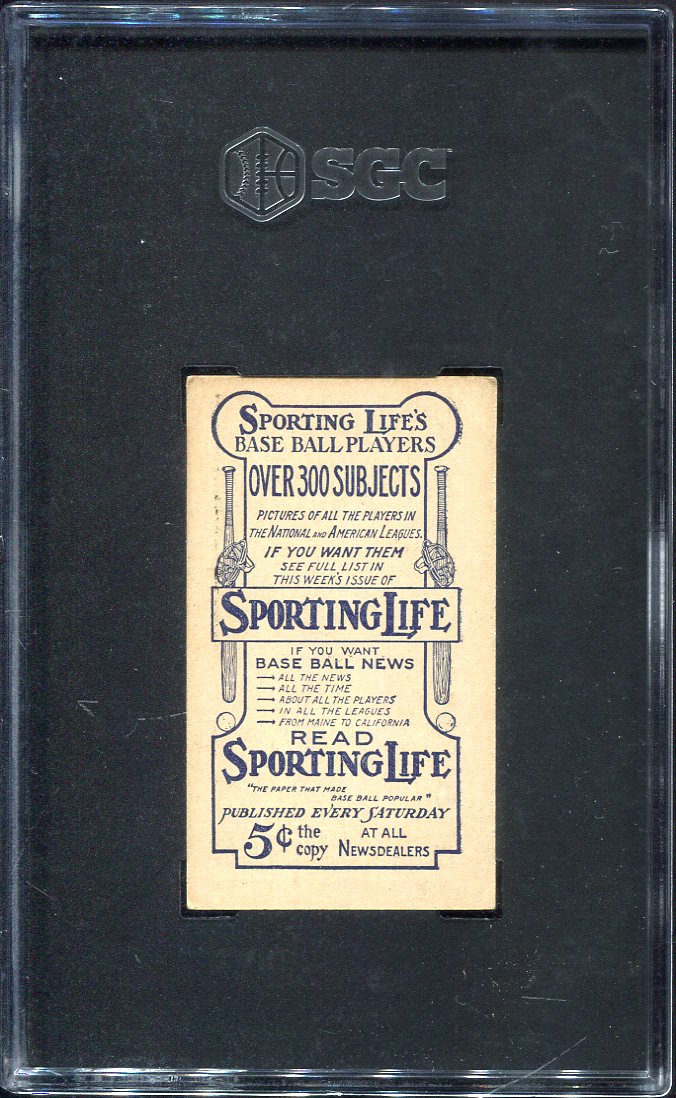 SGC
SPORTING LIFE'S
BASE BALL PLAYERS
OVER 300 SUBJECTS
PICTURES OF ALL THE PLAYERS IN
THE NATIONAL AND AMERICAN LEAGUES.
IF YOU WANT THEM
SEE FULL LIST IN
THIS WEEK'S ISSUE OF
SPORTING LIFE
IF YOU WANT
BASE BALL NEWS
ALL THE NEWS
ALL THE TIME
ABOUT ALL THE PLAYERS
IN ALL THE LEAGUES
FROM MAINE TO CALIFORNIA
READ
SPORTING LIFE
"THE PAPER THAT MADE
BASE BALL POPULAR"
PUBLISHED EVERY SATURDAY
5¢ the copy AT ALL NEWSDEALERS